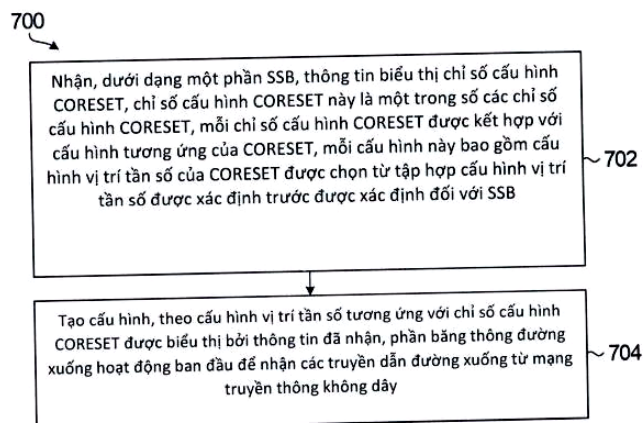 700
Nhận, dưới dạng một phần SSB, thông tin biểu thị chỉ số cấu hình
CORESET, chỉ số cấu hình CORESET này là một trong số các chỉ số
cấu hình CORESET, mỗi chỉ số cấu hình CORESET được kết hợp với
cấu hình tương ứng của CORESET, mỗi cấu hình này bao gồm cấu
hình vị trí tần số của CORESET được chọn từ tập hợp cấu hình vị trí
tần số được xác định trước được xác định đối với SSB
702
Tạo cấu hình, theo cấu hình vị trí tần số tương ứng với chỉ số cấu hình
CORESET được biểu thị bởi thông tin đã nhận, phần băng thông đường
xuống hoạt động ban đầu để nhận các truyền dẫn đường xuống từ mạng
truyền thông không dây
704